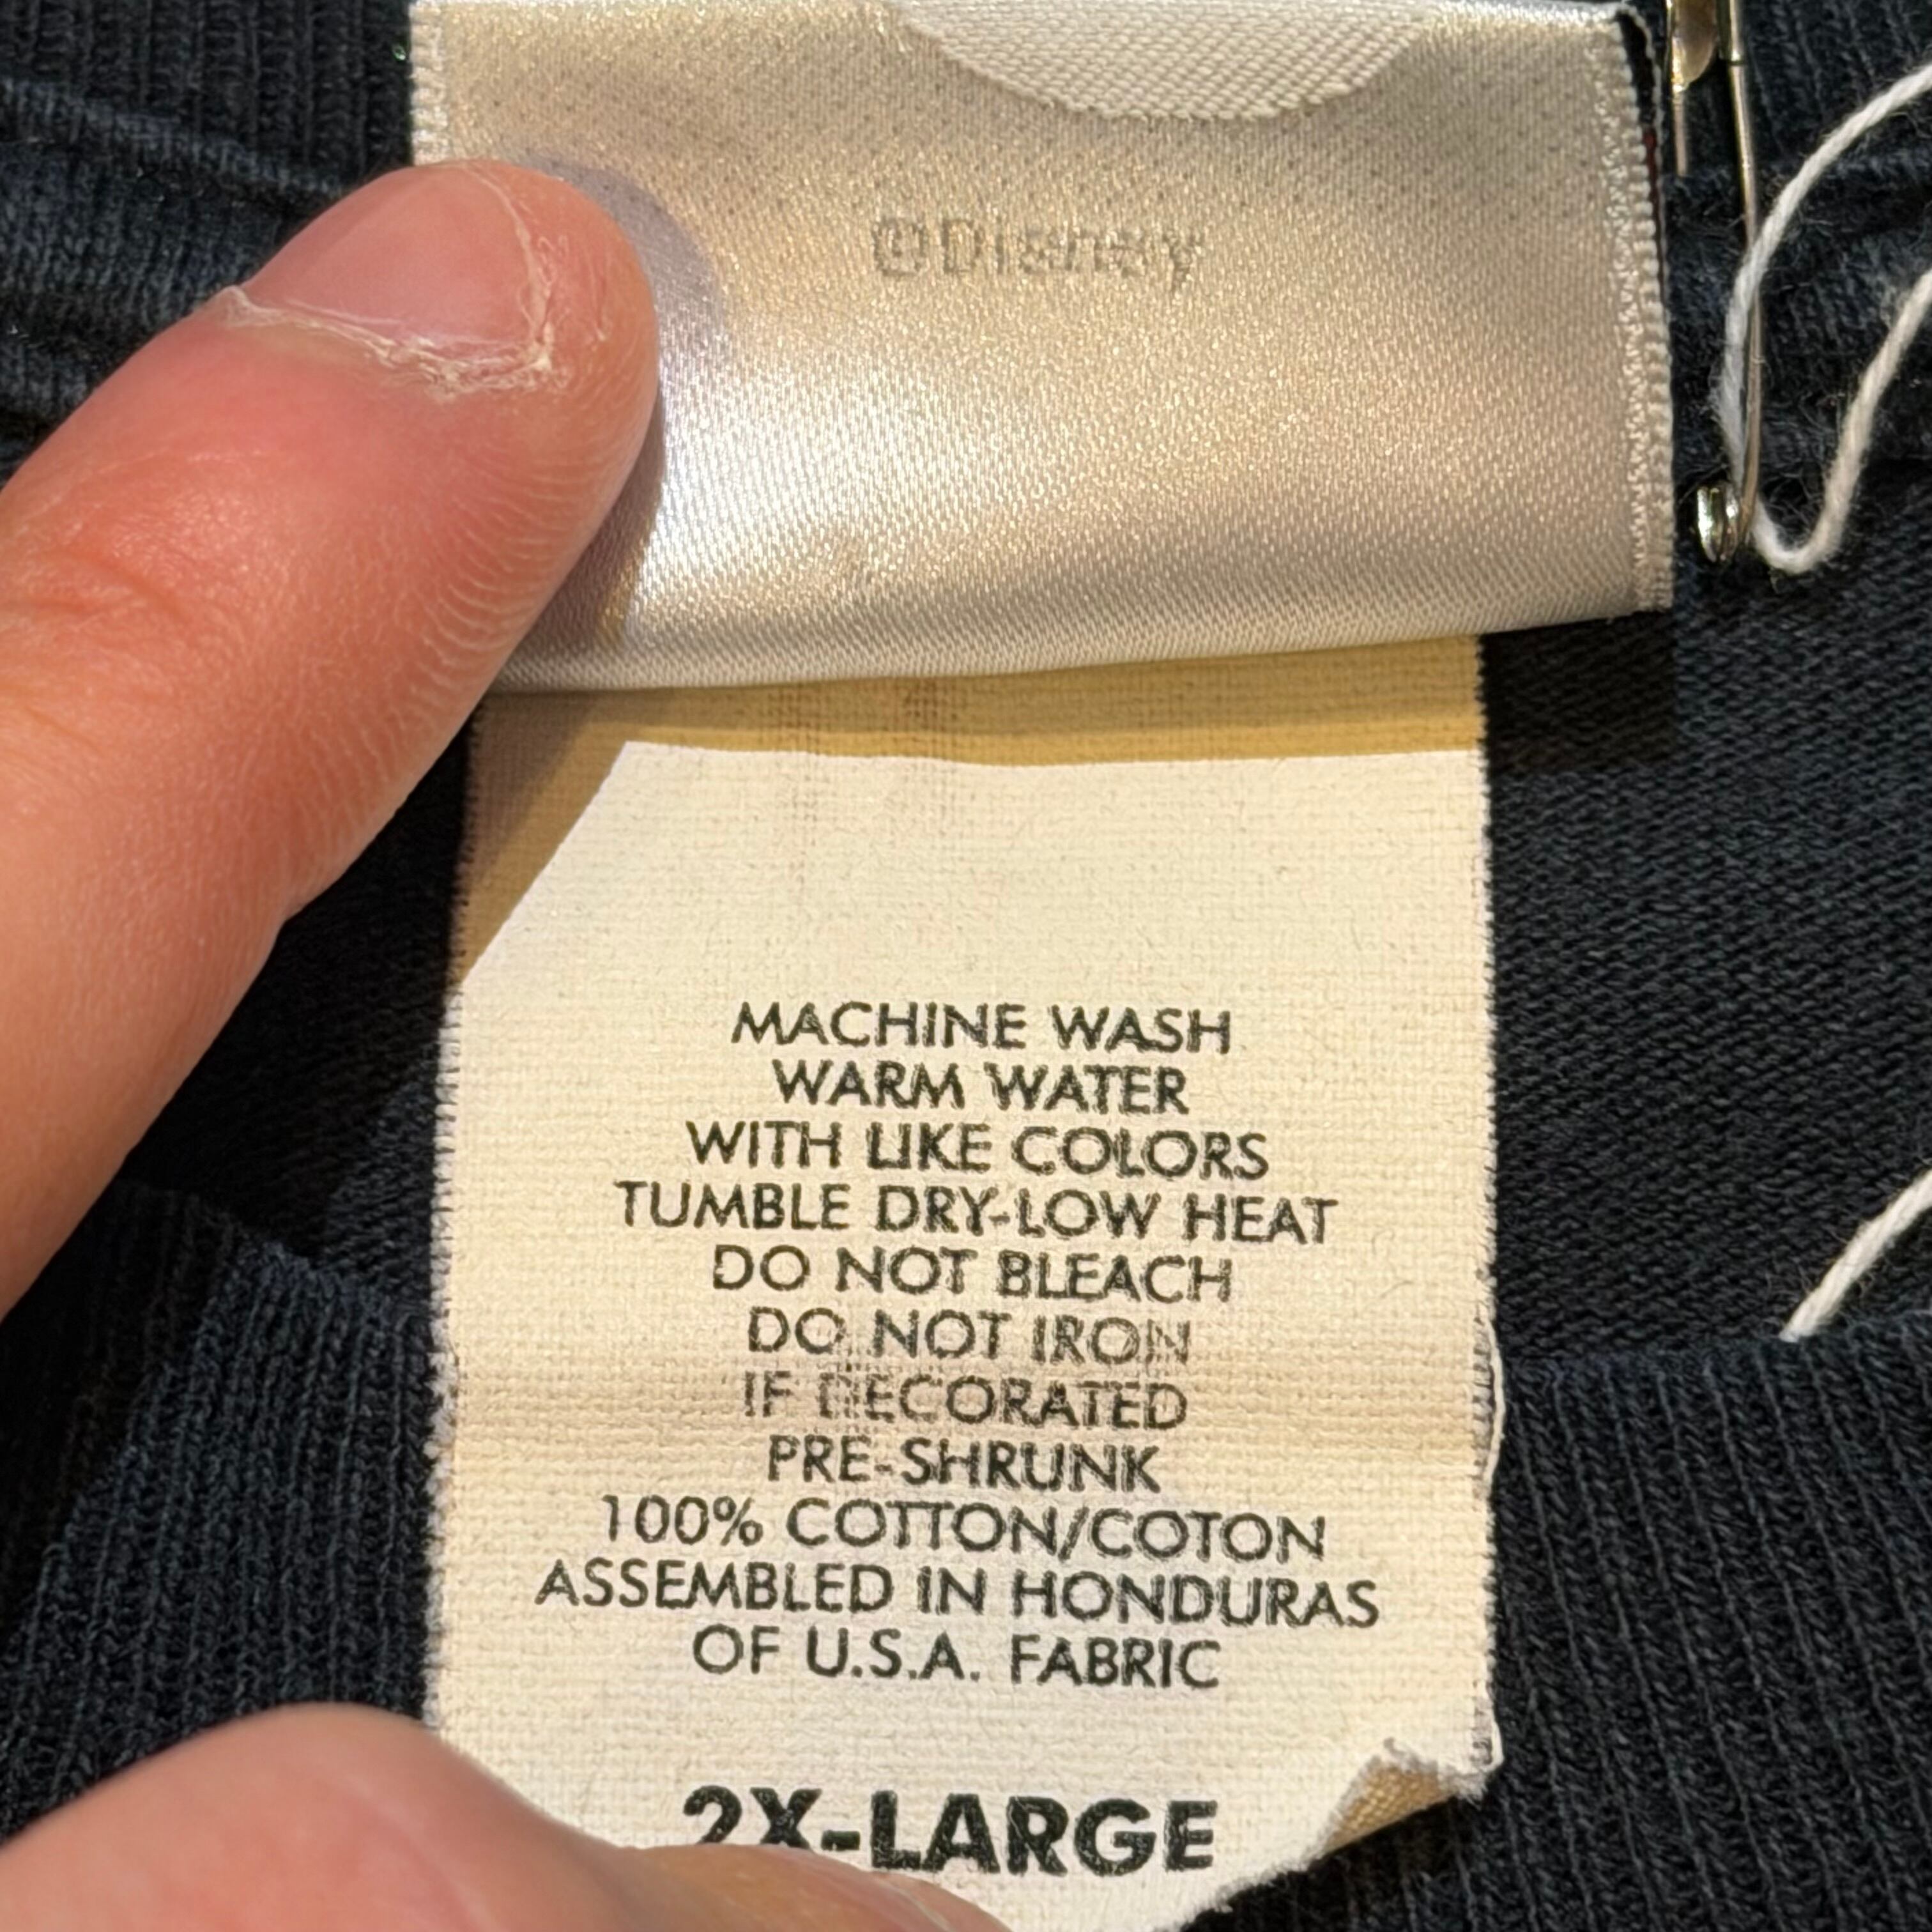 ©Disney
MACHINE WASH
WARM WATER
WITH LIKE COLORS
TUMBLE DRY-LOW HEAT
DO NOT BLEACH
DO NOT IRON
IF DECORATED
PRE-SHRUNK
100% COTTON/COTON
ASSEMBLED IN HONDURAS
OF U.S.A. FABRIC
2X-LARGE